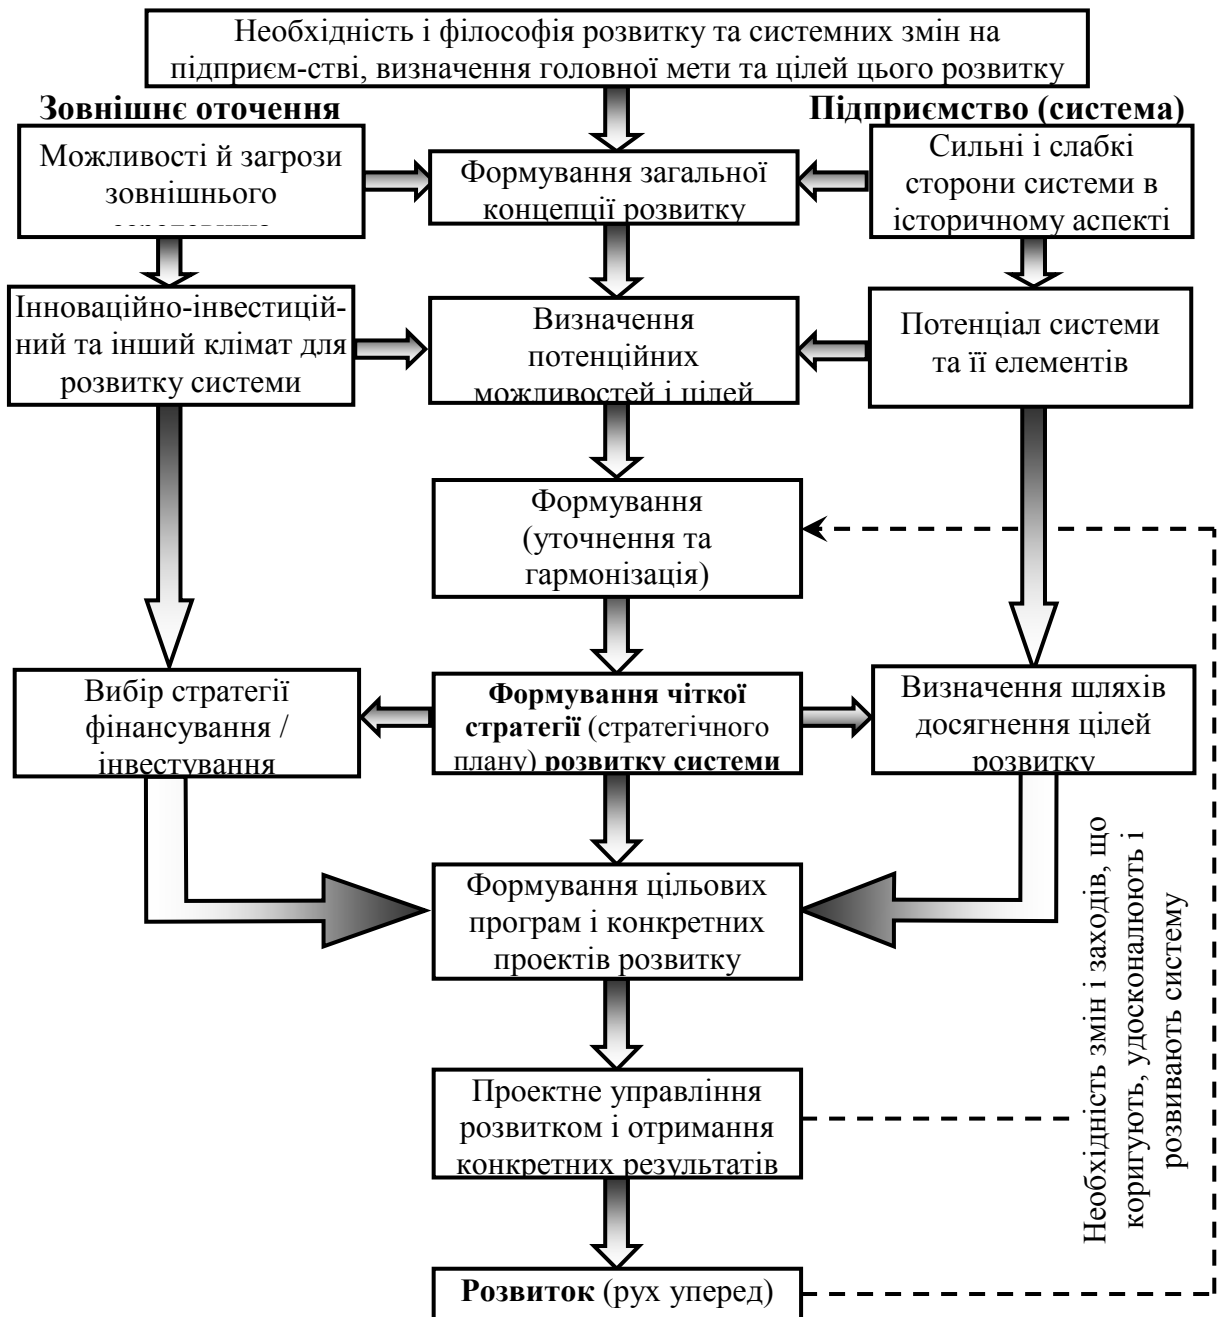 Необхідність і філософія розвитку та системних змін на
підприєм-стві, визначення головної мети та цілей цього розвитку
Зовнішнє оточення
Підприємство (система)
Можливості й загрози
зовнішнього
Формування загальної
концепції розвитку
Сильні і слабкі
сторони системи в
історичному аспекті
Інноваційно-інвестицій-
ний та інший клімат для
розвитку системи
Визначення
потенційних
можливостей і цілей
Потенціал системи
та її елементів
Формування
(уточнення та
гармонізація)
Вибір стратегії
фінансування /
інвестування
Формування чіткої
стратегії (стратегічного
плану) розвитку системи
Визначення шляхів
досягнення цілей
розвитку
Формування цільових
програм і конкретних
проектів розвитку
Необхідність змін і заходів, що
коригують, удосконалюють і
розвивають систему
Проектне управління
розвитком і отримання
конкретних результатів
Розвиток (рух уперед)